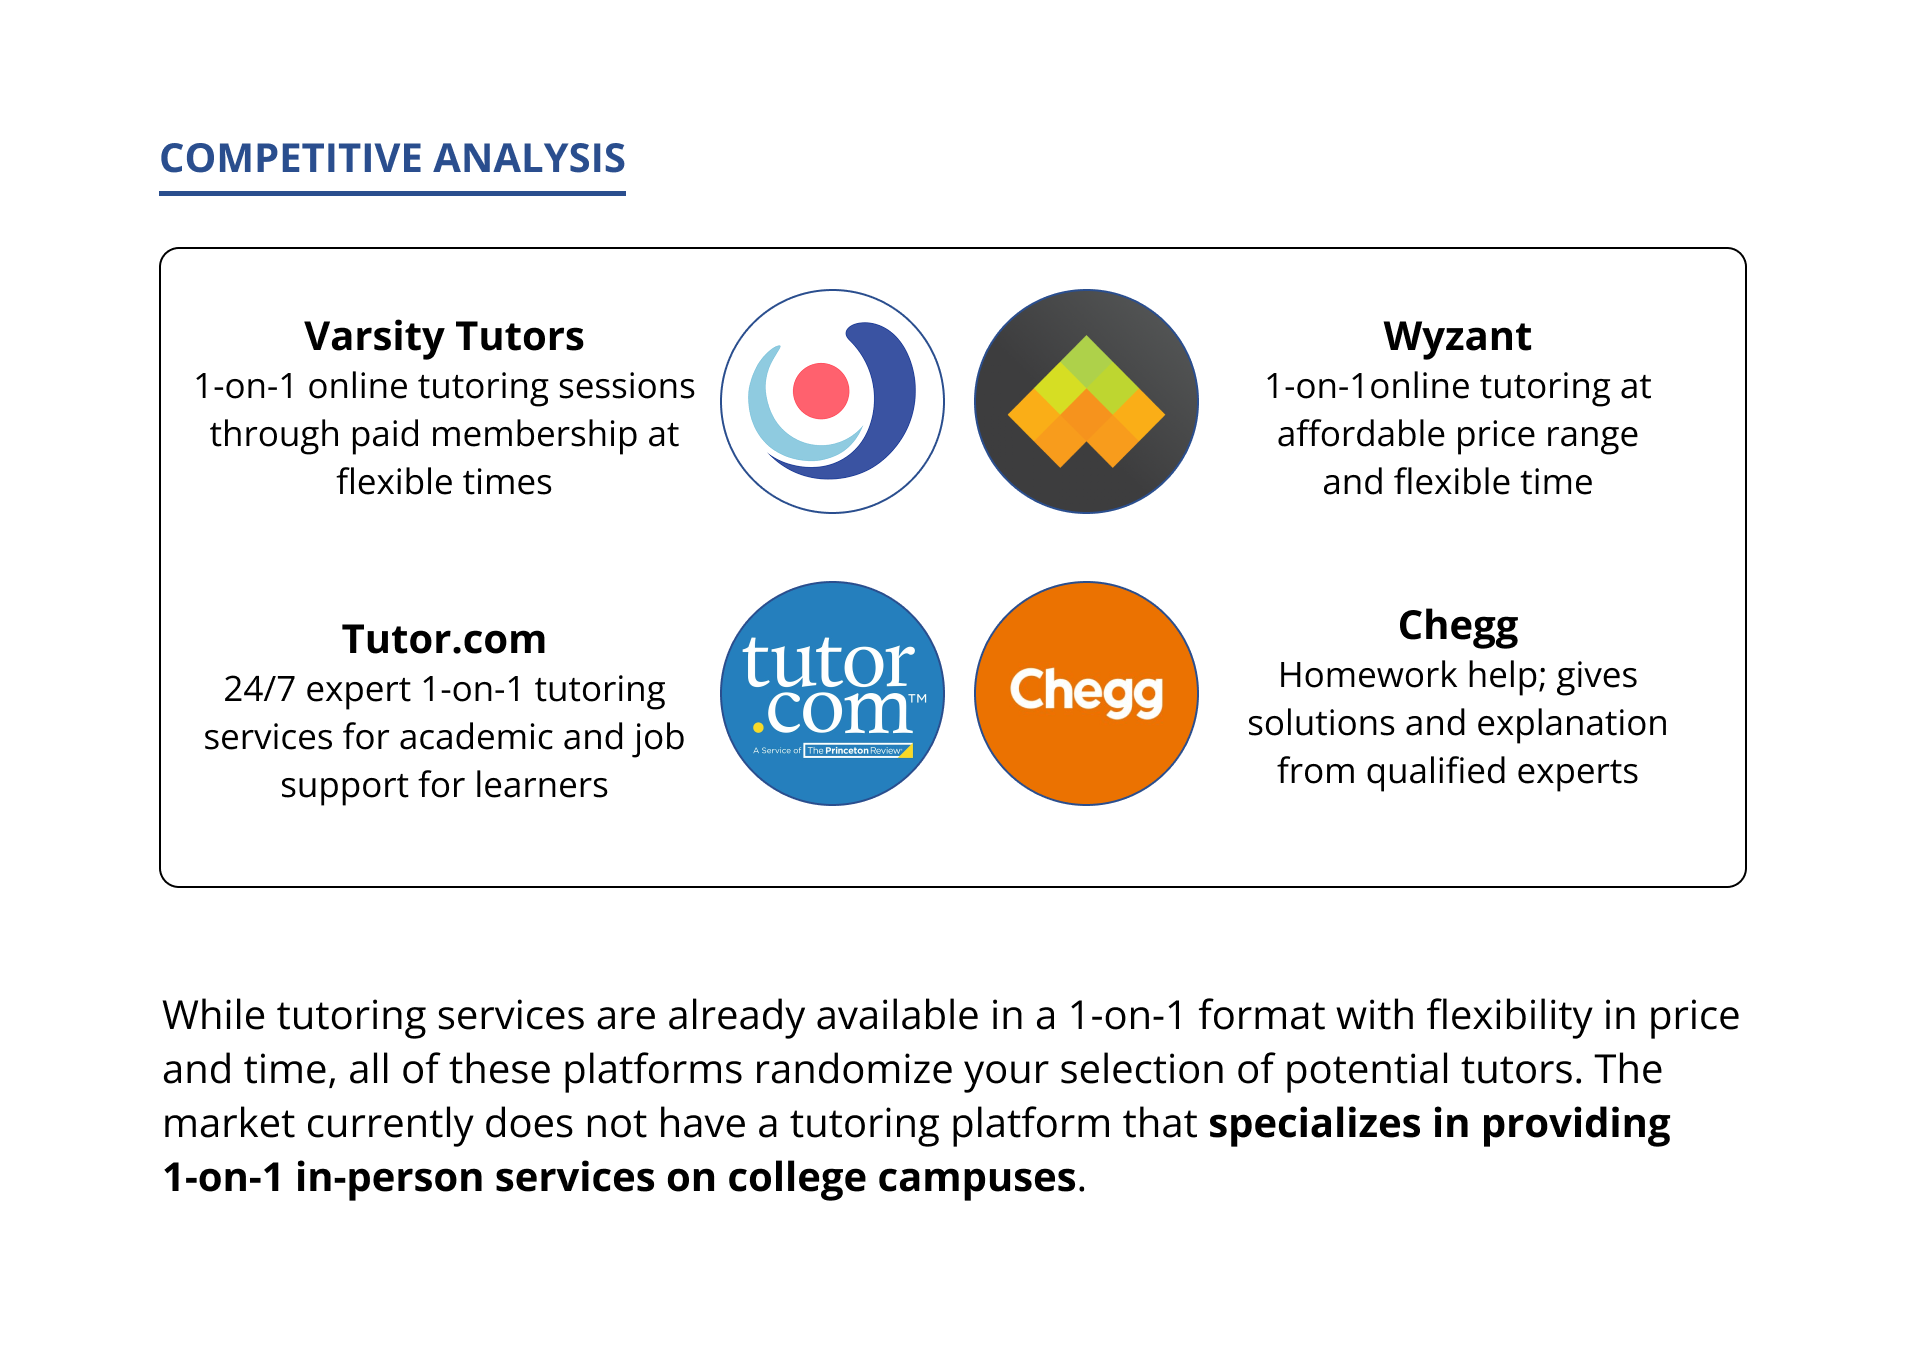 COMPETITIVE ANALYSIS
Varsity Tutors
1-on-1 online tutoring sessions
through paid membership at
flexible times
Wyzant
1-on-1online tutoring at
affordable price range
and flexible time
Tutor.com
24/7 expert 1-on-1 tutoring
services for academic and job
support for learners
tutor
.com™
A Service of The Princeton Review
Chegg
Chegg
Homework help; gives
solutions and explanation
from qualified experts
While tutoring services are already available in a 1-on-1 format with flexibility in price
and time, all of these platforms randomize your selection of potential tutors. The
market currently does not have a tutoring platform that specializes in providing
1-on-1 in-person services on college campuses.